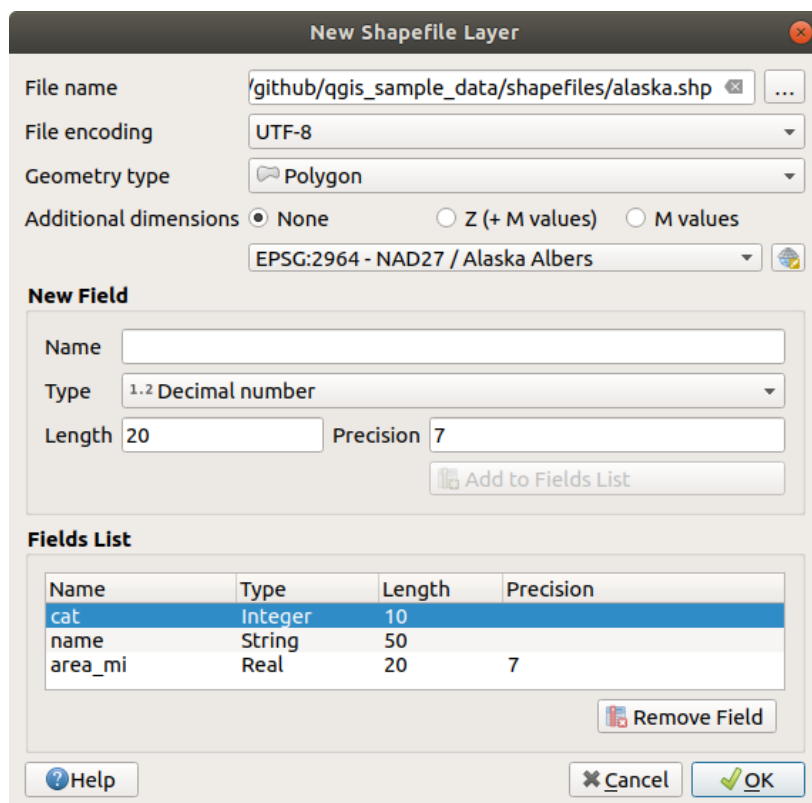 New Shapefile Layer
File name /github/qgis_sample_data/shapefiles/alaska.shp ...
File encoding UTF-8
Geometry type Polygon
Additional dimensions None Z (+ M values) M values
EPSG:2964 - NAD27 / Alaska Albers
New Field
Name
Type 1.2 Decimal number
Length 20 Precision 7
Add to Fields List
Fields List
Name Type Length Precision
cat Integer 10
name String 50
area_mi Real 20 7
Remove Field
Help Cancel OK